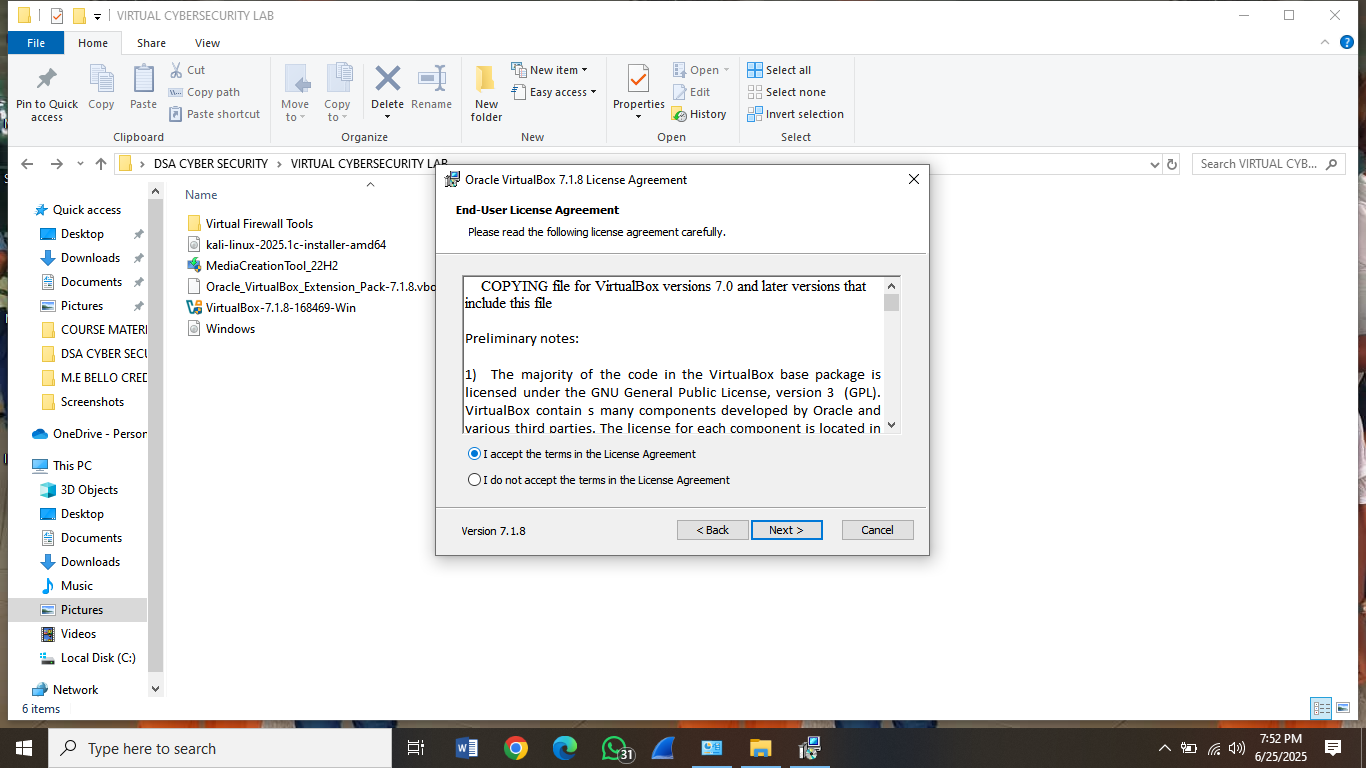 VIRTUAL CYBERSECURITY LAB
File Home Share View
Pin to Quick access
Copy
Paste
Cut
Copy path
Paste shortcut
Clipboard
Move to
Copy to
Delete
Rename
Organize
New folder
New item
Easy access
New
Properties
Open
Edit
History
Open
Select all
Select none
Invert selection
Select
DSA CYBER SECURITY > VIRTUAL CYBERSECURITY LAB
Search VIRTUAL CYB...
Quick access
Desktop
Downloads
Documents
Pictures
COURSE MATERI
DSA CYBER SECU
M.E BELLO CRED
Screenshots
OneDrive - Person
This PC
3D Objects
Desktop
Documents
Downloads
Music
Pictures
Videos
Local Disk (C:)
Network
6 items
Name
Virtual Firewall Tools
kali-linux-2025.1c-installer-amd64
MediaCreationTool_22H2
Oracle_VirtualBox_Extension_Pack-7.1.8.vbo
VirtualBox-7.1.8-168469-Win
Windows
Oracle VirtualBox 7.1.8 License Agreement
End-User License Agreement
Please read the following license agreement carefully.
COPYING file for VirtualBox versions 7.0 and later versions that
include this file
Preliminary notes:
1) The majority of the code in the VirtualBox base package is
licensed under the GNU General Public License, version 3 (GPL).
VirtualBox contain s many components developed by Oracle and
various third parties. The license for each component is located in
I accept the terms in the License Agreement
I do not accept the terms in the License Agreement
Version 7.1.8
< Back
Next >
Cancel
Type here to search
31
7:52 PM
6/25/2025